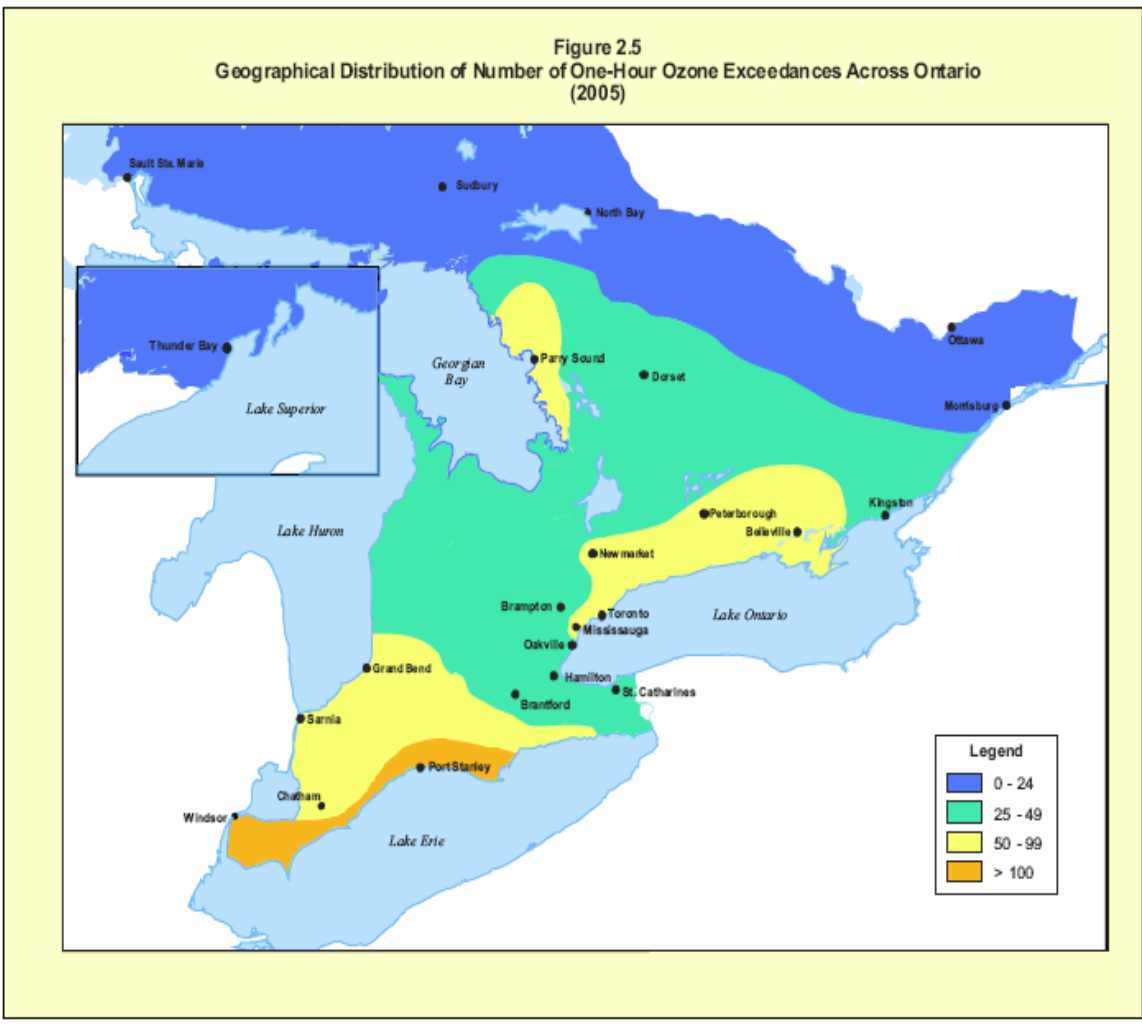 Figure 2.5
Geographical Distribution of Number of One-Hour Ozone Exceedances Across Ontario
(2005)
Sault Ste. Marie
Sudbury
North Bay
Thunder Bay
Lake Superior
Georgian
Bay
Parry Sound
Dorset
Ottawa
Morrisburg
Lake Huron
Kingston
Peterborough
Belleville
Newmarket
Brampton
Toronto
Mississauga
Lake Ontario
Oakville
Grand Bend
Hamilton
St. Catharines
Brantford
Sarnia
Port Stanley
Chatham
Windsor
Lake Erie
Legend
0 - 24
25 - 49
50 - 99
> 100